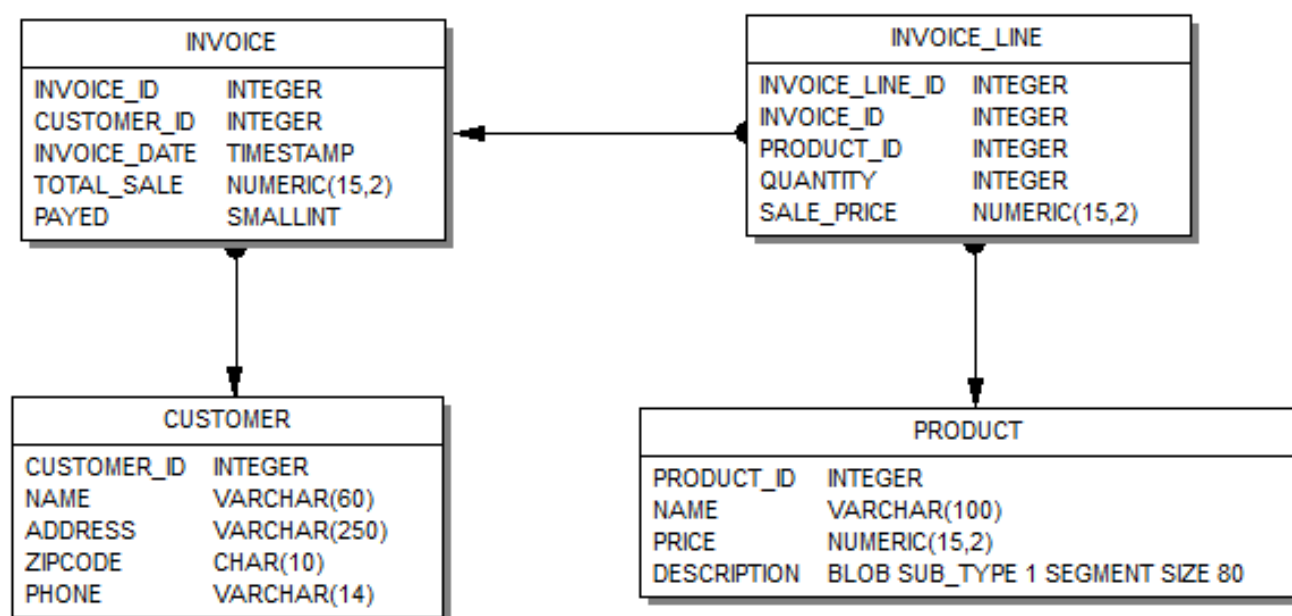 INVOICE
INVOICE_ID INTEGER
CUSTOMER_ID INTEGER
INVOICE_DATE TIMESTAMP
TOTAL_SALE NUMERIC(15,2)
PAYED SMALLINT
INVOICE_LINE
INVOICE_LINE_ID INTEGER
INVOICE_ID INTEGER
PRODUCT_ID INTEGER
QUANTITY INTEGER
SALE_PRICE NUMERIC(15,2)
CUSTOMER
CUSTOMER_ID INTEGER
NAME VARCHAR(60)
ADDRESS VARCHAR(250)
ZIPCODE CHAR(10)
PHONE VARCHAR(14)
PRODUCT
PRODUCT_ID INTEGER
NAME VARCHAR(100)
PRICE NUMERIC(15,2)
DESCRIPTION BLOB SUB_TYPE 1 SEGMENT SIZE 80